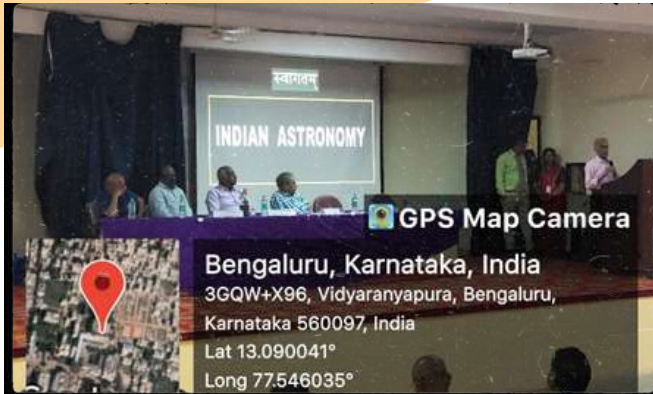 स्वागतम्
INDIAN ASTRONOMY
GPS Map Camera
Bengaluru, Karnataka, India
3GQW+X96, Vidyaranyapura, Bengaluru,
Karnataka 560097, India
Lat 13.090041°
Long 77.546035°